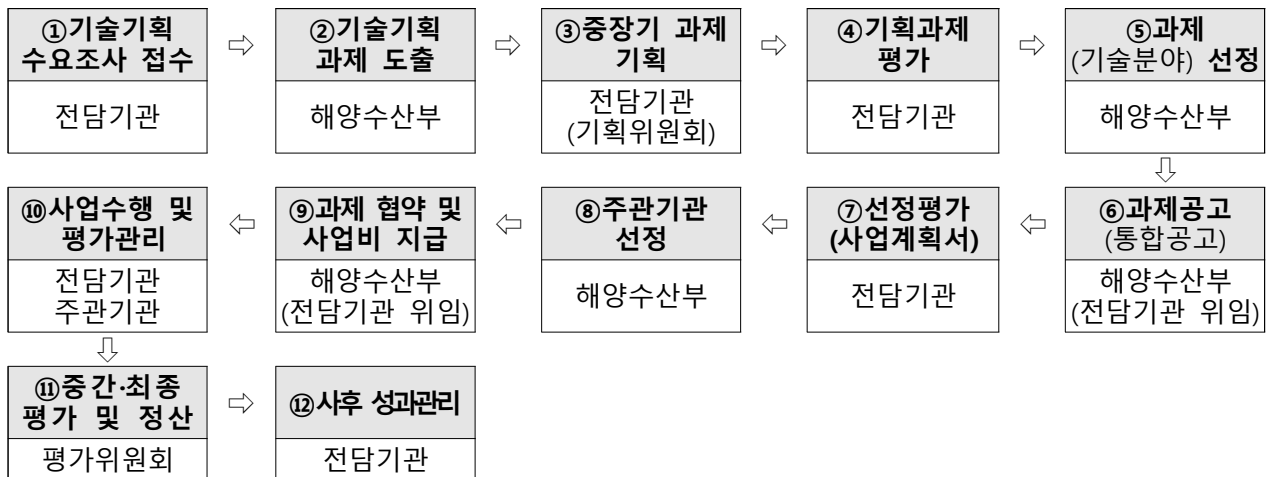 ①기술기획
수요조사 접수
전담기관
②기술기획
과제 도출
해양수산부
③중장기 과제
기획
전담기관
(기획위원회)
④기획과제
평가
전담기관
⑤과제
(기술분야) 선정
해양수산부
⑥과제공고
(통합공고)
해양수산부
(전담기관 위임)
⑦선정평가
(사업계획서)
전담기관
⑧주관기관
선정
해양수산부
⑨과제 협약 및
사업비 지급
해양수산부
(전담기관 위임)
⑩사업수행 및
평가관리
전담기관
주관기관
⑪중간·최종
평가 및 정산
평가위원회
⑫사후 성과관리
전담기관